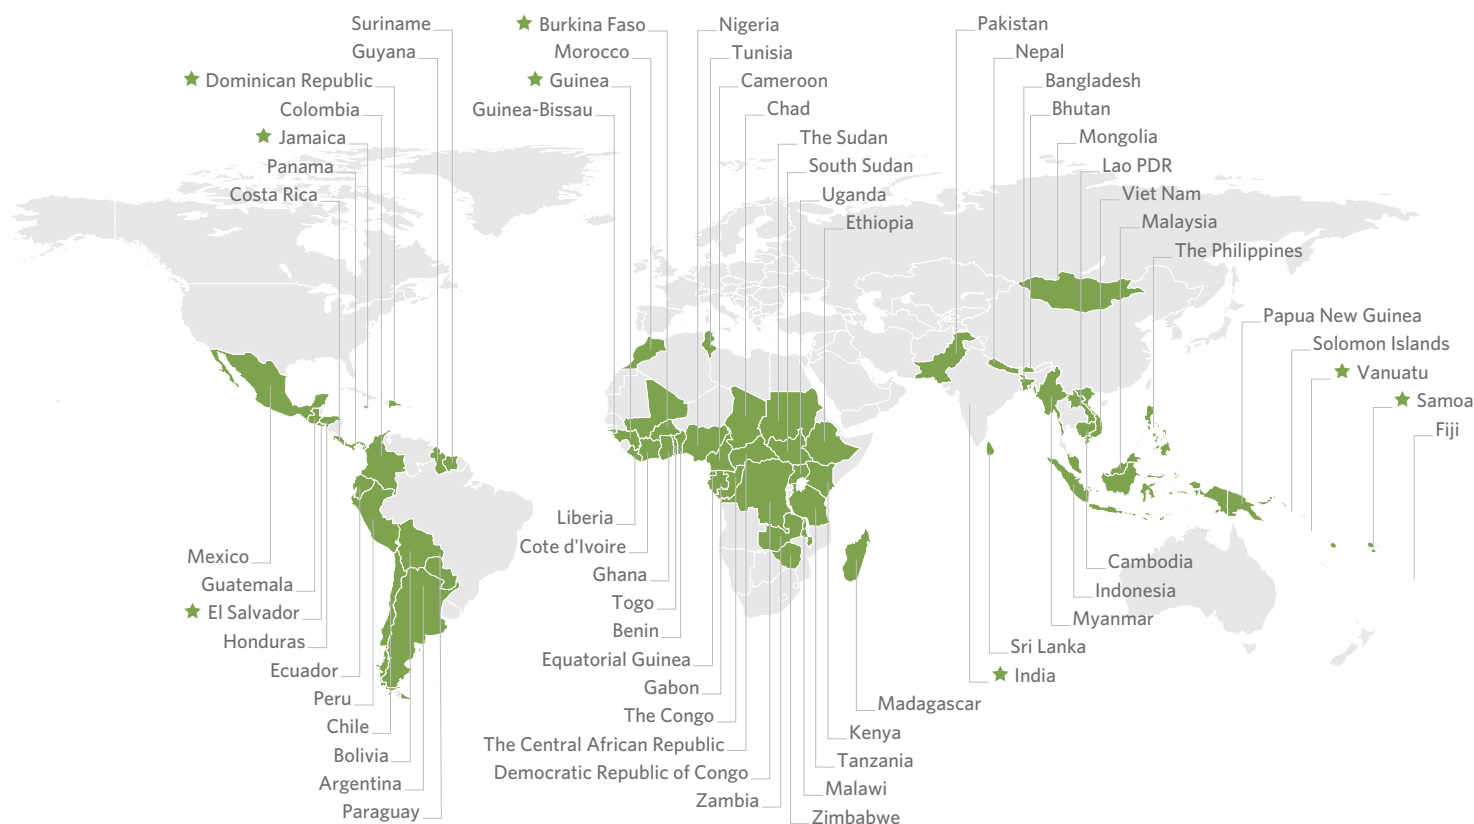 Suriname
Guyana
Dominican Republic
Colombia
Jamaica
Panama
Costa Rica
Burkina Faso
Morocco
Guinea
Guinea-Bissau
Nigeria
Tunisia
Cameroon
Chad
The Sudan
South Sudan
Uganda
Ethiopia
Pakistan
Nepal
Bangladesh
Bhutan
Mongolia
Lao PDR
Viet Nam
Malaysia
The Philippines
Papua New Guinea
Solomon Islands
Vanuatu
Samoa
Fiji
Mexico
Guatemala
El Salvador
Honduras
Ecuador
Peru
Chile
Bolivia
Argentina
Paraguay
Liberia
Cote d'Ivoire
Ghana
Togo
Benin
Equatorial Guinea
Gabon
The Congo
The Central African Republic
Democratic Republic of Congo
Zambia
Madagascar
Kenya
Tanzania
Malawi
Zimbabwe
Cambodia
Indonesia
Myanmar
Sri Lanka
India